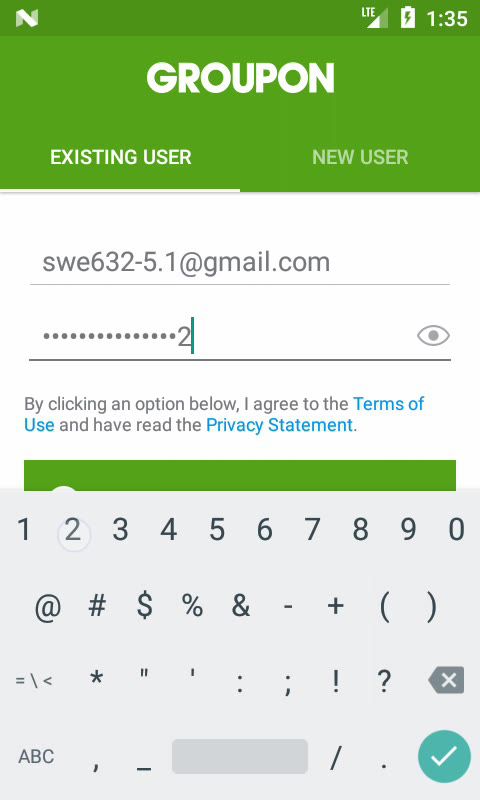 LTE 1:35
GROUPON
EXISTING USER NEW USER
swe632-5.1@gmail.com
•••••••••••••••2
By clicking an option below, I agree to the Terms of
Use and have read the Privacy Statement.
1 2 3 4 5 6 7 8 9 0
@ # $ % & - + ( )
= \ < * " ' : ; ! ?
ABC , _ / .